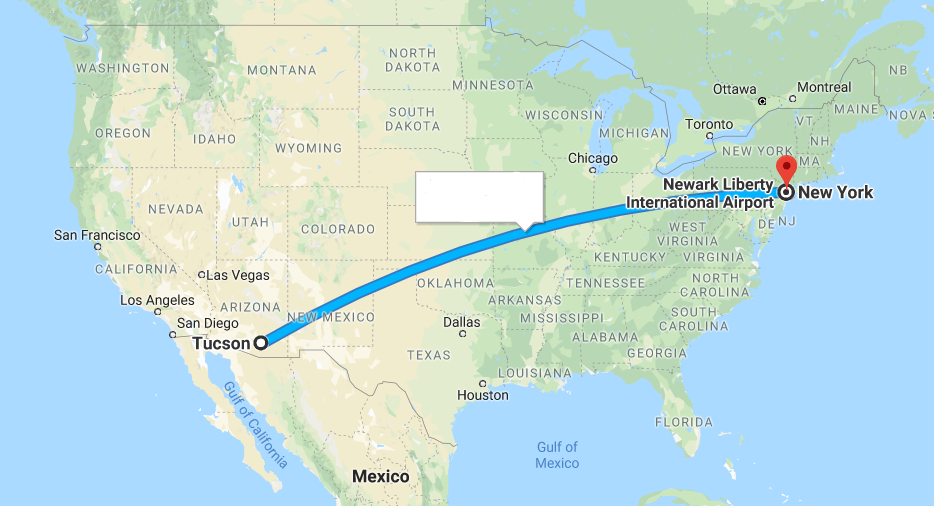 WASHINGTON
MONTANA
NORTH
DAKOTA
MINNESOTA
Ottawa
Montreal
NB
MAINE
NOVA S
OREGON
IDAHO
SOUTH
DAKOTA
WISCONSIN
MICHIGAN
Toronto
VT
NH
WYOMING
Chicago
NEW YORK
MA
NEVADA
UTAH
COLORADO
Newark Liberty
International Airport
New York
San Francisco
CALIFORNIA
WEST
VIRGINIA
DE
NJ
KENTUCKY
VIRGINIA
Las Vegas
Los Angeles
ARIZONA
NEW MEXICO
OKLAHOMA
ARKANSAS
TENNESSEE
NORTH
CAROLINA
San Diego
Tucson
Dallas
MISSISSIPPI
ALABAMA
SOUTH
CAROLINA
TEXAS
GEORGIA
LOUISIANA
Houston
Gulf of California
FLORIDA
Gulf of
Mexico
Mexico